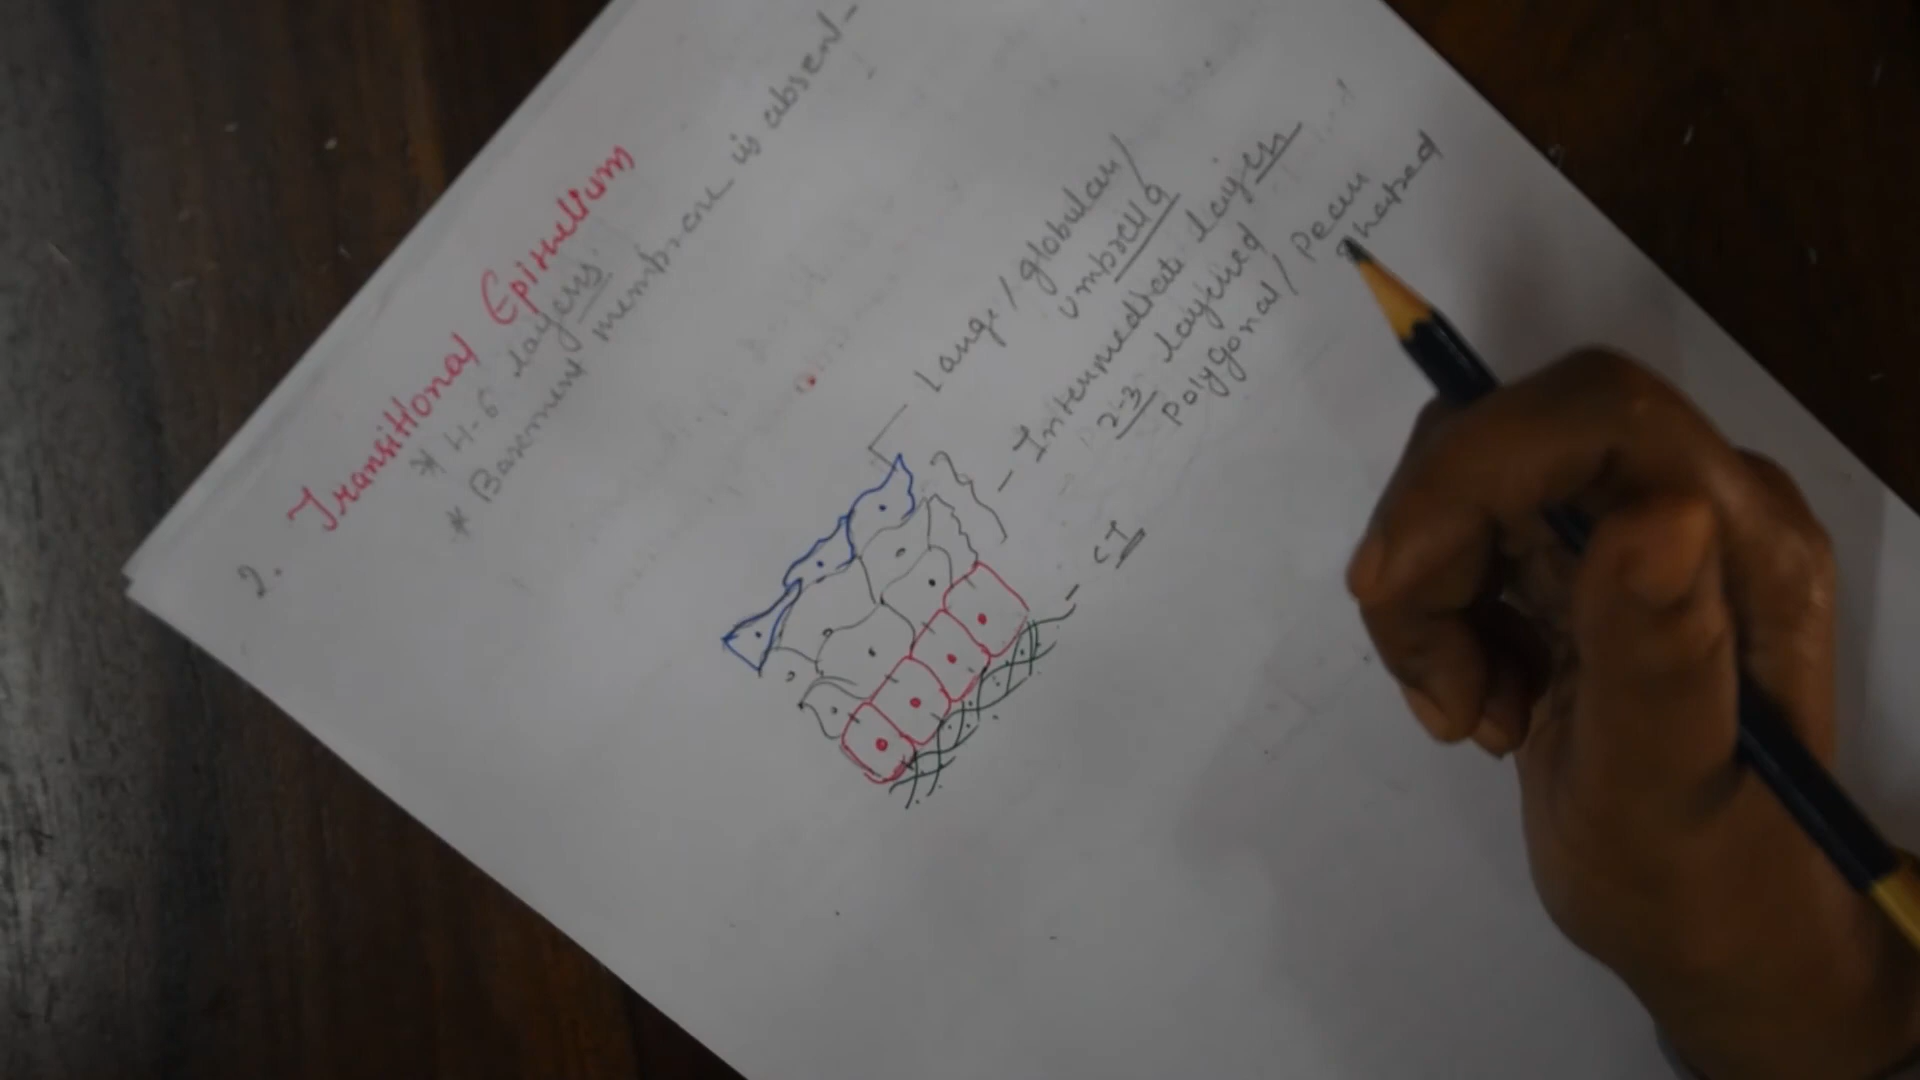 2. Transitional Epithelium
* 4-6 layers.
* Basement membrane is absent-
Large/globular/
umbrella
- Intermediate layer
2-3 layered
polygonal/Pear
shaped
- CT